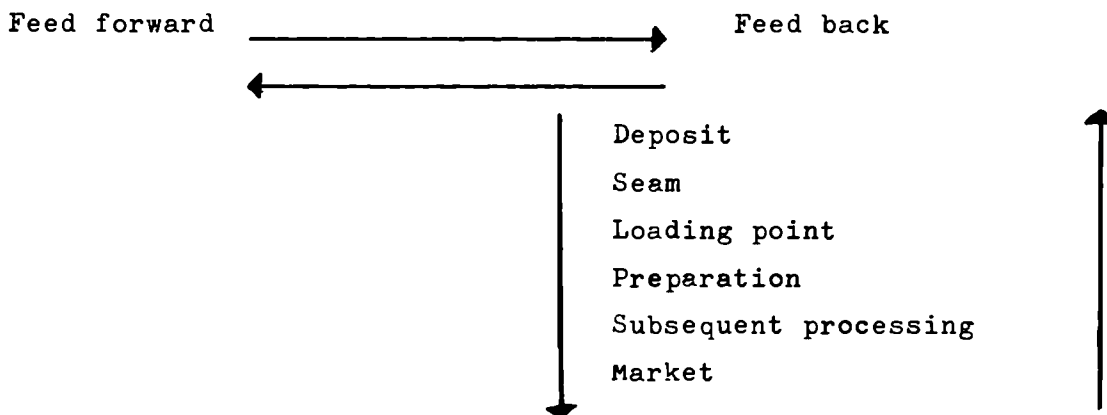 Feed forward Feed back
Deposit
Seam
Loading point
Preparation
Subsequent processing
Market